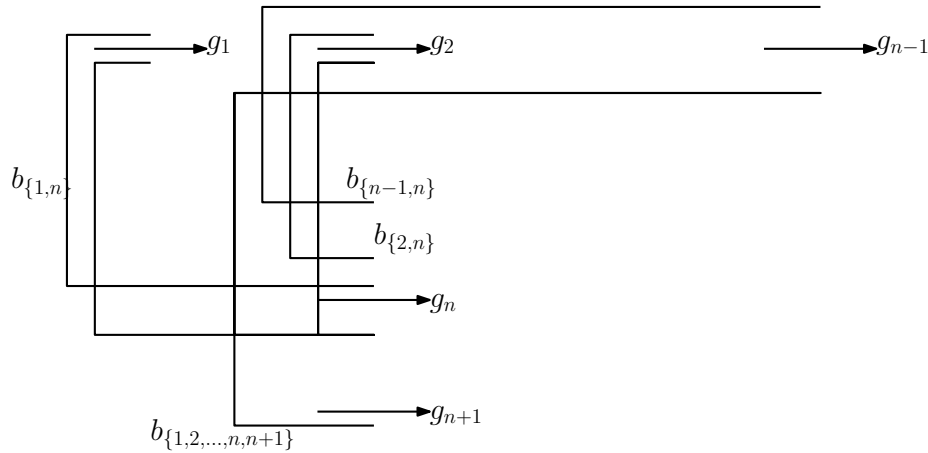 g_1
g_2
g_{n−1}
b_{\{1,n\}}
b_{\{n−1,n\}}
b_{\{2,n\}}
g_n
g_{n+1}
b_{\{1,2,...,n,n+1\}}